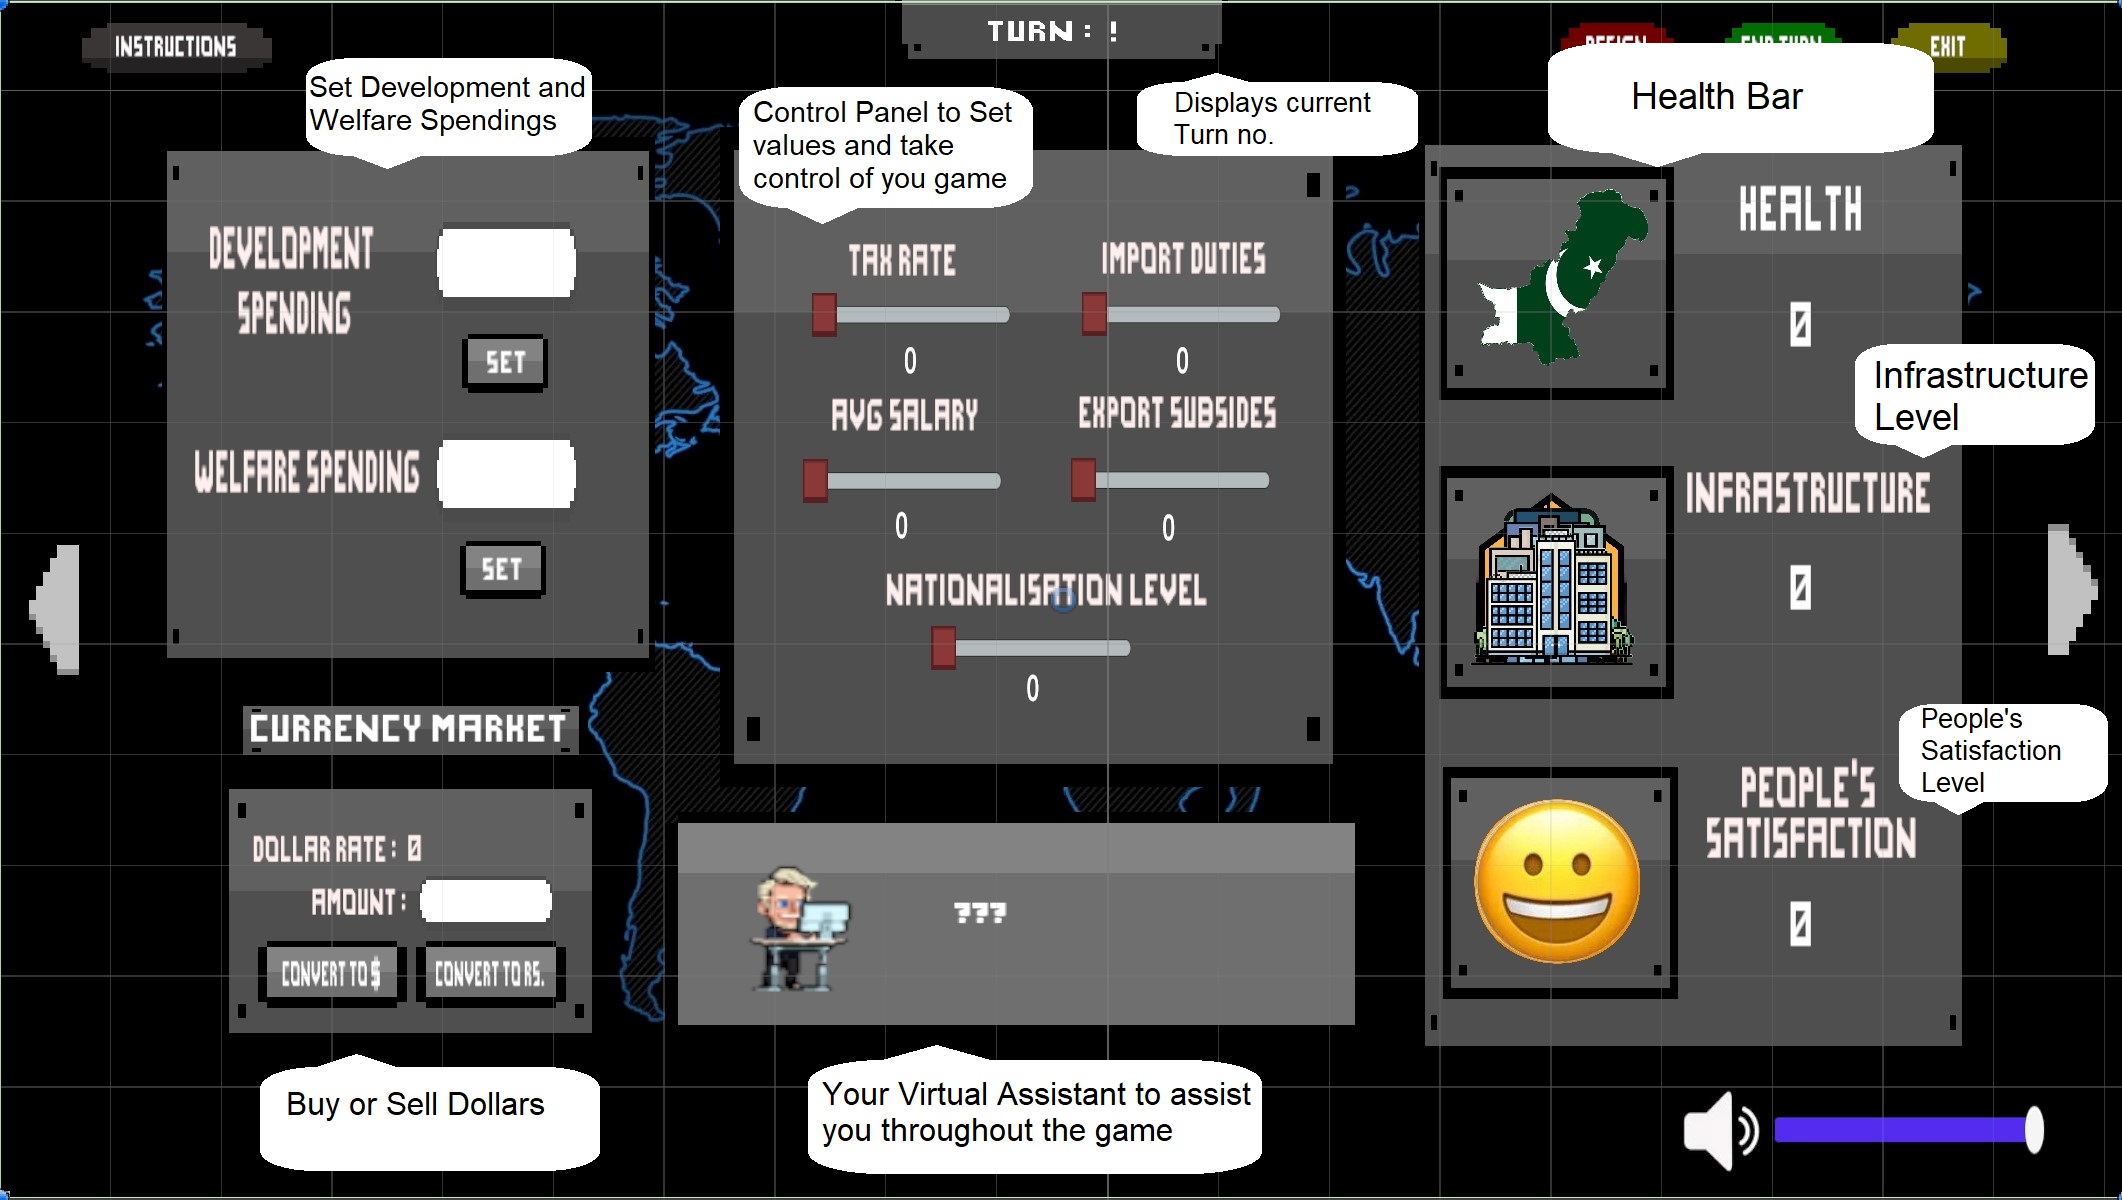 INSTRUCTIONS
TURN : !
EXIT
Set Development and
Welfare Spendings
Control Panel to Set
values and take
control of you game
Displays current
Turn no.
Health Bar
DEVELOPMENT
SPENDING
SET
WELFARE SPENDING
SET
TAX RATE
0
IMPORT DUTIES
0
AVG SALARY
0
EXPORT SUBSIDES
0
NATIONALISATION LEVEL
0
HEALTH
0
Infrastructure
Level
INFRASTRUCTURE
0
People's
Satisfaction
Level
PEOPLE'S
SATISFACTION
0
CURRENCY MARKET
DOLLAR RATE : 0
AMOUNT :
CONVERT TO $
CONVERT TO RS.
Buy or Sell Dollars
???
Your Virtual Assistant to assist
you throughout the game